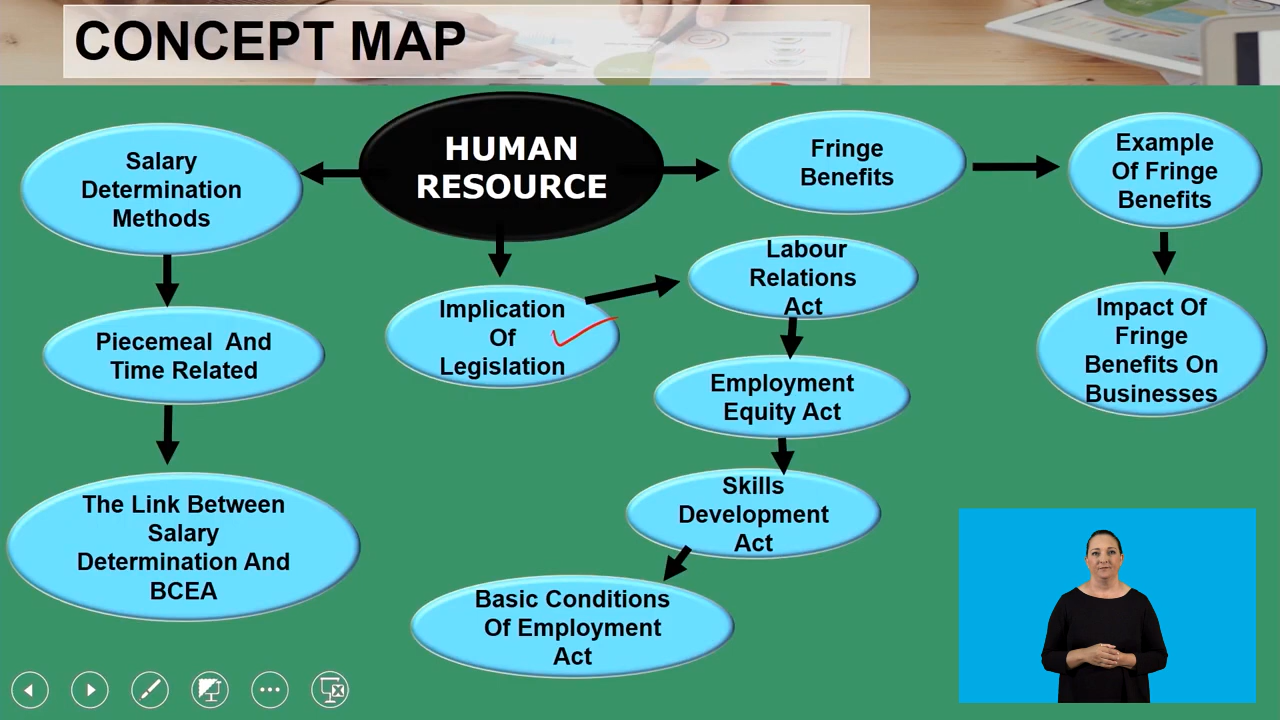 CONCEPT MAP
HUMAN
RESOURCE
Salary
Determination
Methods
Piecemeal And
Time Related
The Link Between
Salary
Determination And
BCEA
Implication
Of
Legislation
Labour
Relations
Act
Employment
Equity Act
Skills
Development
Act
Basic Conditions
Of Employment
Act
Fringe
Benefits
Example
Of Fringe
Benefits
Impact Of
Fringe
Benefits On
Businesses